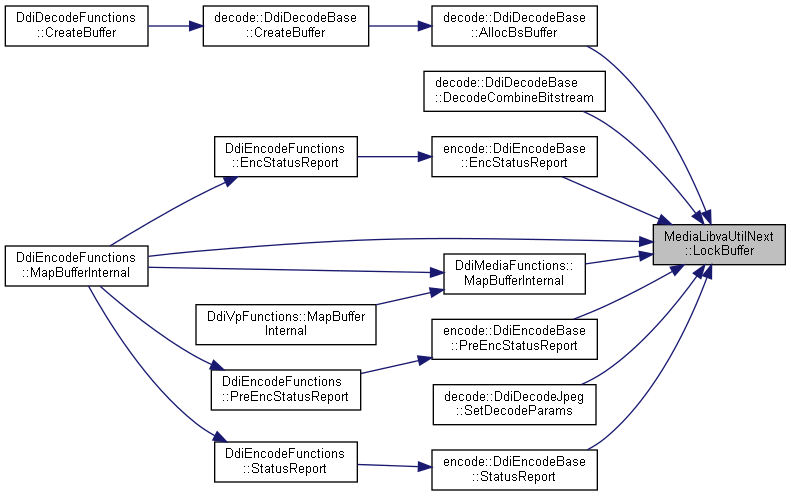 DdiDecodeFunctions
::CreateBuffer
decode::DdiDecodeBase
::CreateBuffer
decode::DdiDecodeBase
::AllocBsBuffer
decode::DdiDecodeBase
::DecodeCombineBitstream
DdiEncodeFunctions
::EncStatusReport
encode::DdiEncodeBase
::EncStatusReport
MediaLibvaUtilNext
::LockBuffer
DdiEncodeFunctions
::MapBufferInternal
DdiMediaFunctions::
MapBufferInternal
DdiVpFunctions::MapBuffer
Internal
encode::DdiEncodeBase
::PreEncStatusReport
DdiEncodeFunctions
::PreEncStatusReport
decode::DdiDecodeJpeg
::SetDecodeParams
DdiEncodeFunctions
::StatusReport
encode::DdiEncodeBase
::StatusReport